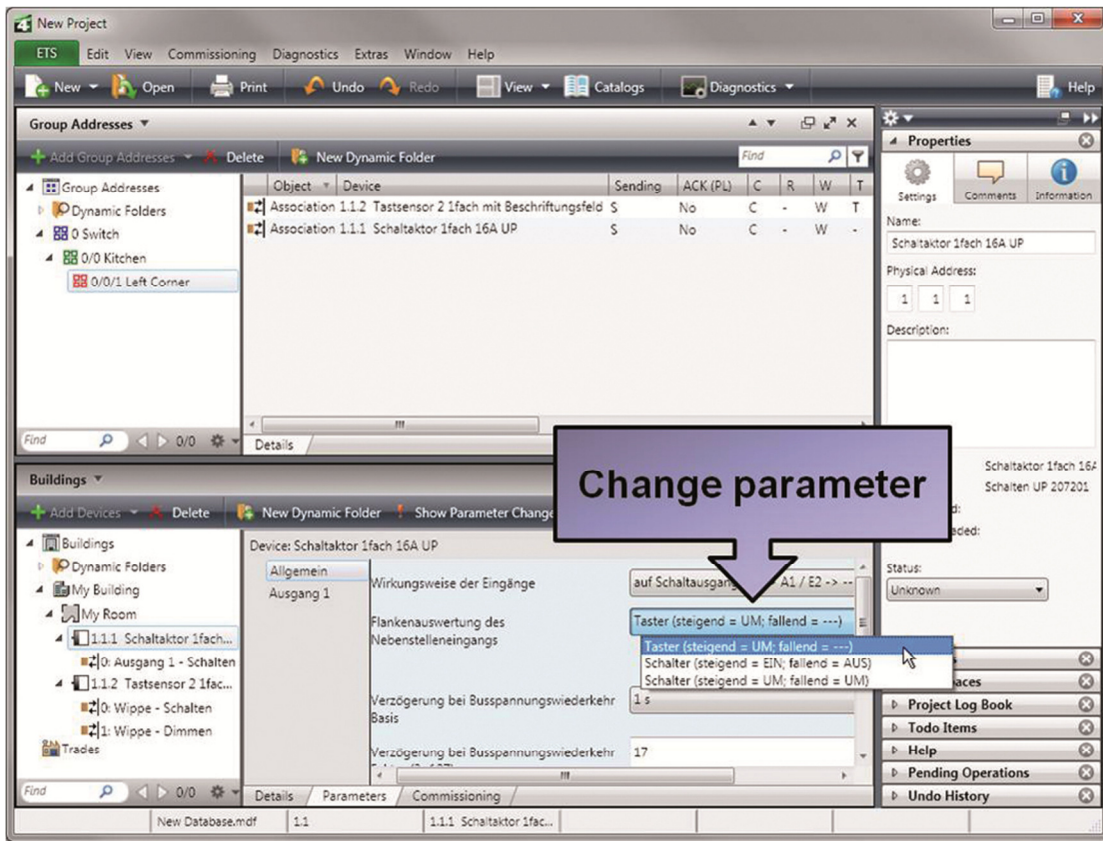 New Project
ETS Edit View Commissioning Diagnostics Extras Window Help
New Open Print Undo Redo View Catalogs Diagnostics Help
Group Addresses
Add Group Addresses Delete New Dynamic Folder Find
Group Addresses
Dynamic Folders
0 Switch
0/0 Kitchen
0/0/1 Left Corner
Find 0/0
Object Device Sending ACK (PL) C R W T
Association 1.1.2 Tastsensor 2 1fach mit Beschriftungsfeld S No C - W T
Association 1.1.1 Schaltaktor 1fach 16A UP S No C - W -
Details
Properties
Settings Comments Information
Name:
Schaltaktor 1fach 16A UP
Physical Address:
1 1 1
Description:
Schaltaktor 1fach 16A
Schalten UP 207201
Status:
Unknown
Project Log Book
Todo Items
Help
Pending Operations
Undo History
Change parameter
Buildings
Add Devices Delete New Dynamic Folder Show Parameter Change
Buildings
Dynamic Folders
My Building
My Room
1.1.1 Schaltaktor 1fach...
0: Ausgang 1 - Schalten
1.1.2 Tastsensor 2 1fac...
0: Wippe - Schalten
1: Wippe - Dimmen
Trades
Find 0/0
Device: Schaltaktor 1fach 16A UP
Allgemein
Ausgang 1
Wirkungsweise der Eingänge
auf Schaltausgang A1 / E2 -> --
Flankenauswertung des
Nebenstelleneingangs
Taster (steigend = UM; fallend = ---)
Taster (steigend = UM; fallend = ---)
Schalter (steigend = EIN; fallend = AUS)
Schalter (steigend = UM; fallend = UM)
Verzögerung bei Busspannungswiederkehr
Basis
1 s
Verzögerung bei Busspannungswiederkehr
17
Details Parameters Commissioning
New Database.mdf 1.1 1.1.1 Schaltaktor 1fac...